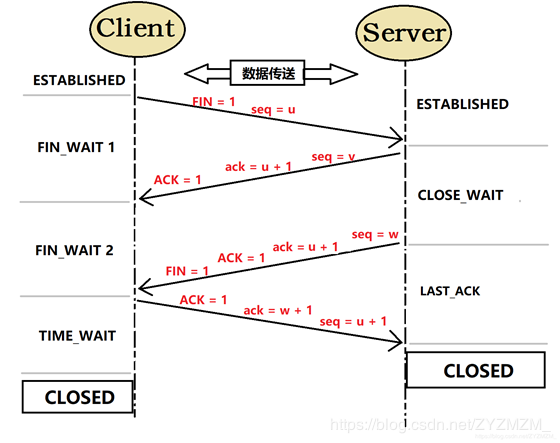 Client
Server
数据传送
ESTABLISHED
ESTABLISHED
FIN = 1
seq = u
FIN_WAIT 1
seq = v
ack = u + 1
ACK = 1
CLOSE_WAIT
seq = w
ack = u + 1
ACK = 1
FIN = 1
FIN_WAIT 2
LAST_ACK
ACK = 1
ack = w + 1
seq = u + 1
TIME_WAIT
CLOSED
CLOSED
https://blog.csdn.net/ZYZMZM_